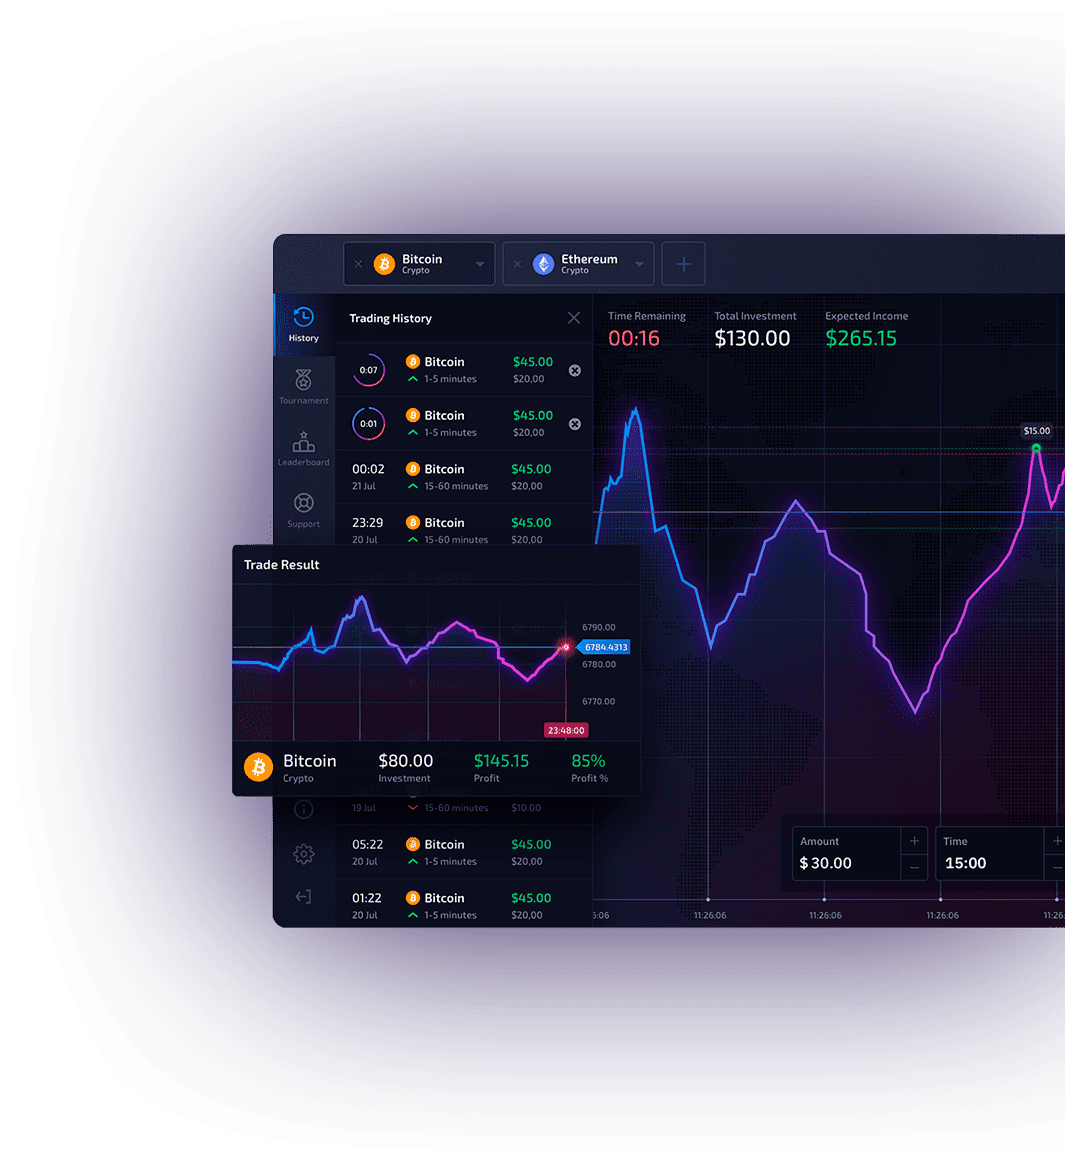 Bitcoin
Crypto
Ethereum
Crypto
History
Tournament
Leaderboard
Support
Trading History
0:07 Bitcoin $45.00
1-5 minutes $20,00
0:01 Bitcoin $45.00
1-5 minutes $20,00
00:02 Bitcoin $45.00
21 Jul 15-60 minutes $20,00
23:29 Bitcoin $45.00
20 Jul 15-60 minutes $20,00
Time Remaining Total Investment Expected Income
00:16 $130.00 $265.15
$15.00
Trade Result
6790.00
6784.4313
6780.00
6770.00
23:48:00
Bitcoin $80.00 $145.15 85%
Crypto Investment Profit Profit %
19 Jul 15-60 minutes $10.00
05:22 Bitcoin $45.00
20 Jul 1-5 minutes $20,00
01:22 Bitcoin $45.00
20 Jul 1-5 minutes $20,00
Amount
$ 30.00
Time
15:00
5:06 11:26:06 11:26:06 11:26:06 11:26: